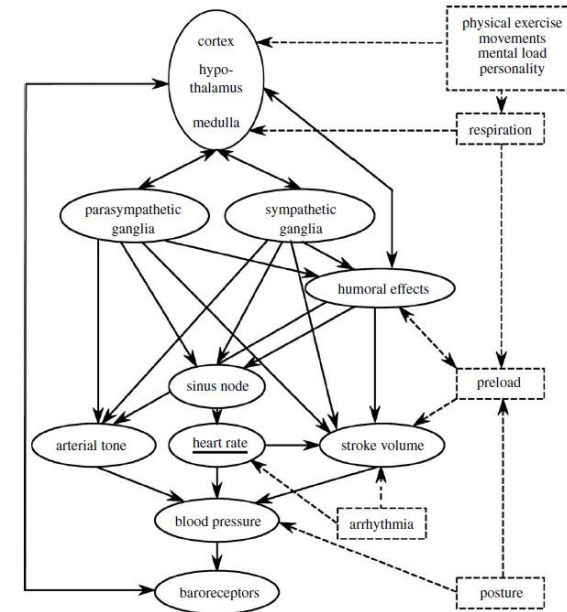 physical exercise
movements
mental load
personality
cortex
hypo-
thalamus
medulla
respiration
parasympathetic
ganglia
sympathetic
ganglia
humoral effects
sinus node
preload
arterial tone
heart rate
stroke volume
blood pressure
arrhythmia
baroreceptors
posture